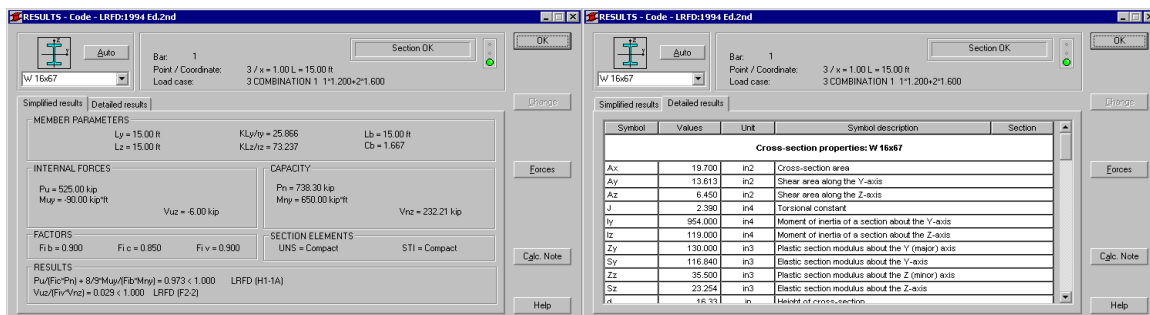 RESULTS - Code - LRFD:1994 Ed.2nd
OK
Auto
W 16x67
Bar: 1
Point / Coordinate: 3 / x = 1.00 L = 15.00 ft
Load case: 3 COMBINATION 1 1*1.200+2*1.600
Section OK
Change
Simplified results
Detailed results
MEMBER PARAMETERS
Ly = 15.00 ft KLy/ry = 25.866 Lb = 15.00 ft
Lz = 15.00 ft KLz/rz = 73.237 Cb = 1.667
INTERNAL FORCES
Pu = 525.00 kip
Muy = -90.00 kip*ft
Vuz = -6.00 kip
CAPACITY
Pn = 738.30 kip
Mny = 650.00 kip*ft
Vnz = 232.21 kip
Forces
FACTORS
Fi b = 0.900 Fi c = 0.850 Fi v = 0.900
SECTION ELEMENTS
UNS = Compact STI = Compact
Calc. Note
RESULTS
Pu/(Fic*Pn) + 8/9*Muy/(Fib*Mny) = 0.973 < 1.000 LRFD (H1-1A)
Vuz/(Fiv*Vnz) = 0.029 < 1.000 LRFD (F2-2)
Help
RESULTS - Code - LRFD:1994 Ed.2nd
OK
Auto
W 16x67
Bar: 1
Point / Coordinate: 3 / x = 1.00 L = 15.00 ft
Load case: 3 COMBINATION 1 1*1.200+2*1.600
Section OK
Change
Simplified results
Detailed results
Symbol Values Unit Symbol description Section
Cross-section properties: W 16x67
Ax 19.700 in2 Cross-section area
Ay 13.613 in2 Shear area along the Y-axis
Az 6.450 in2 Shear area along the Z-axis
J 2.390 in4 Torsional constant
Iy 954.000 in4 Moment of inertia of a section about the Y-axis
Iz 119.000 in4 Moment of inertia of a section about the Z-axis
Zy 130.000 in3 Plastic section modulus about the Y (major) axis
Sy 116.840 in3 Elastic section modulus about the Y-axis
Zz 35.500 in3 Plastic section modulus about the Z (minor) axis
Sz 23.254 in3 Elastic section modulus about the Z-axis
d 16.33 in Height of cross-section
Forces
Calc. Note
Help